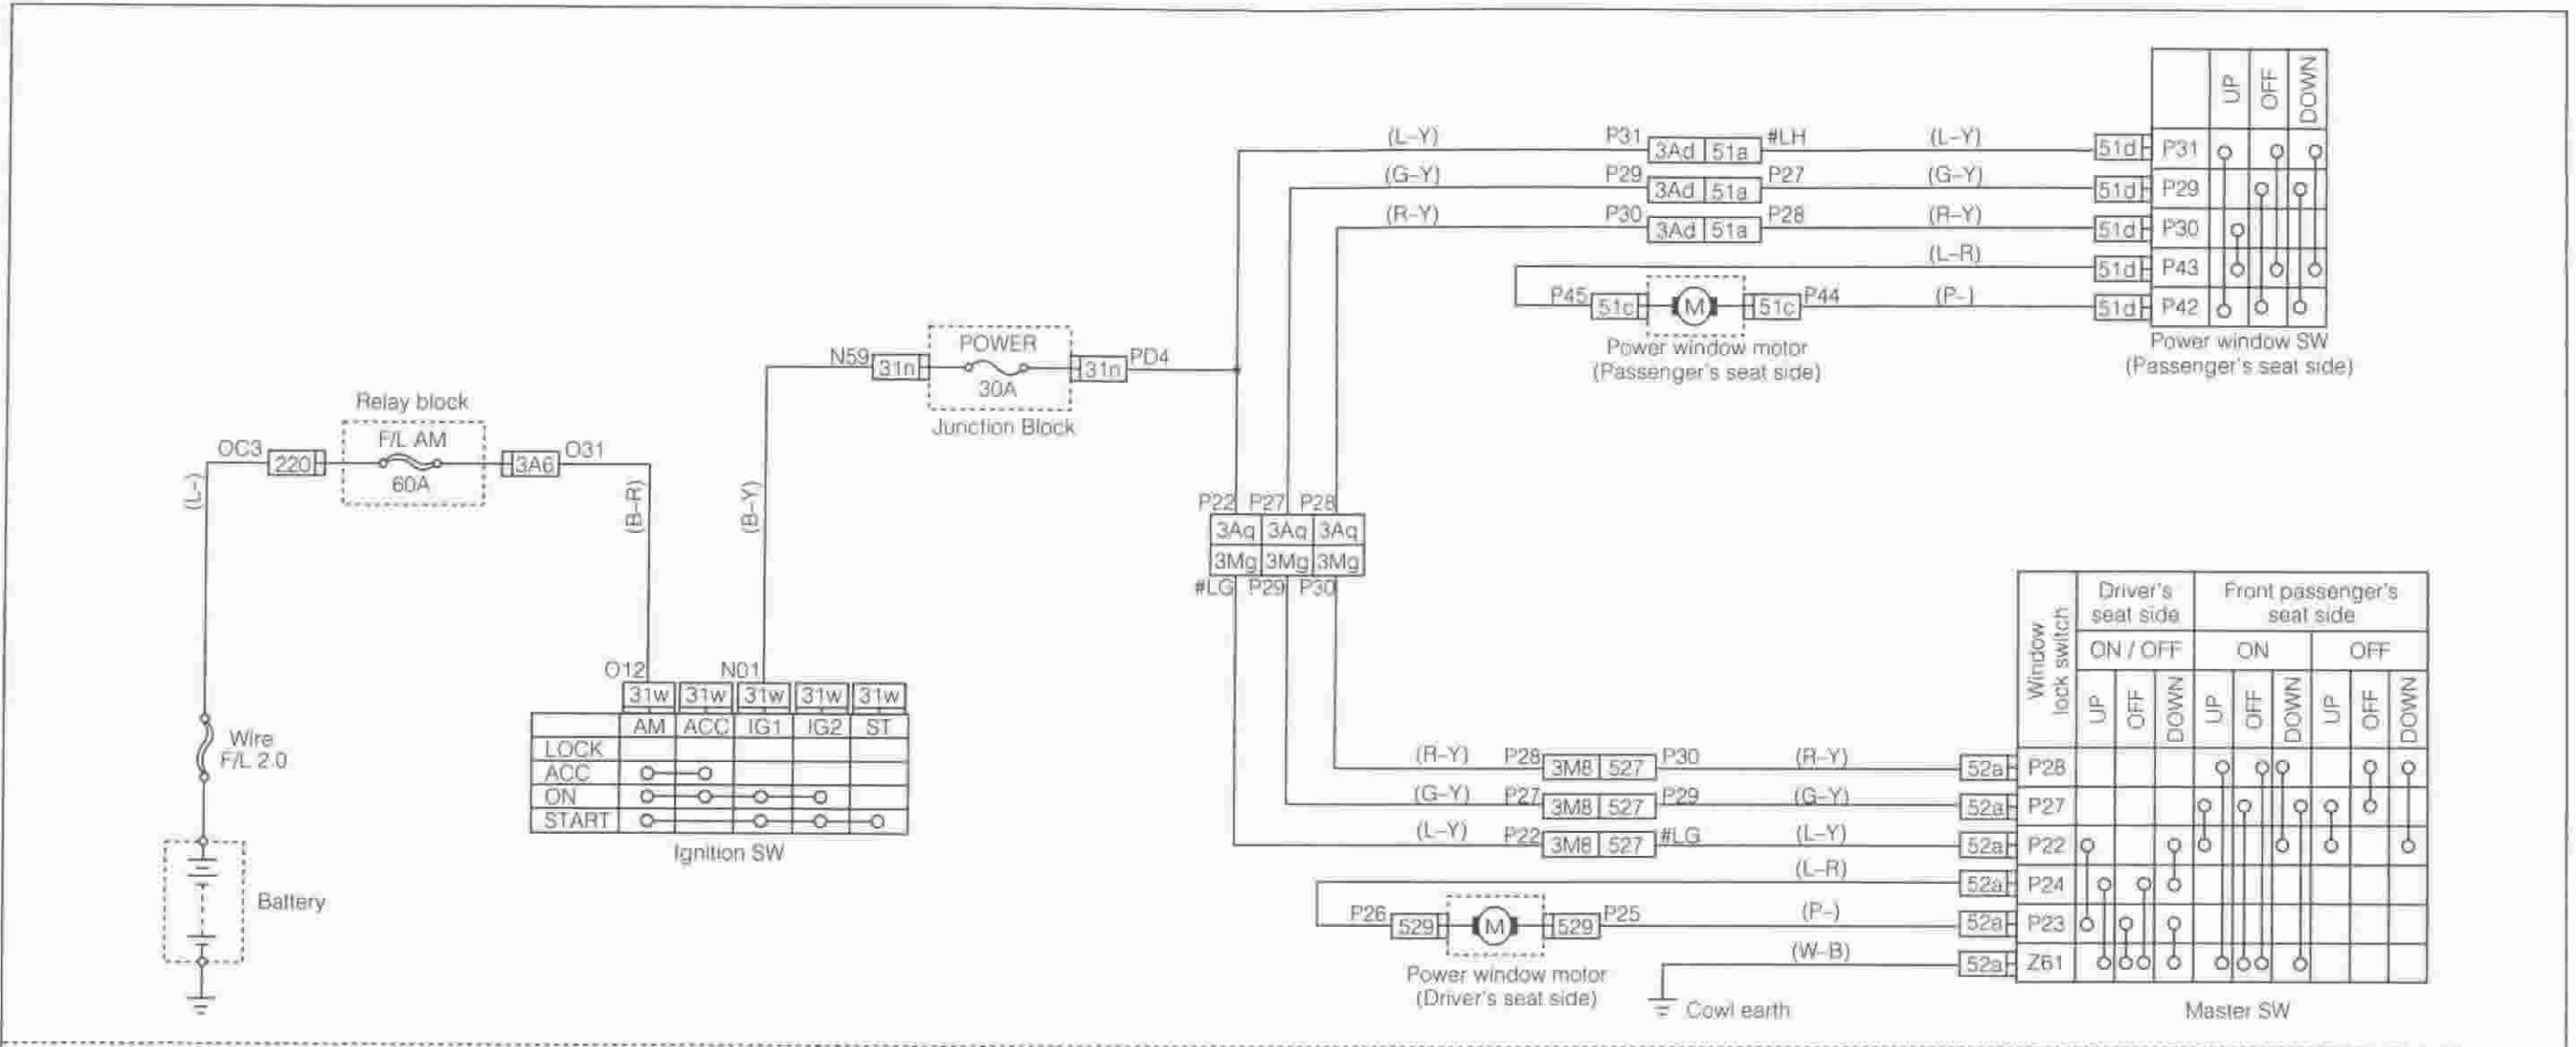 UP OFF DOWN
(L–Y) P31 3Ad 51a #LH (L–Y) 51d P31
(G–Y) P29 3Ad 51a P27 (G–Y) 51d P29
(R–Y) P30 3Ad 51a P28 (R–Y) 51d P30
(L–R) 51d P43
P45 51c M 51c P44 (P–) 51d P42
Power window motor
(Passenger's seat side)
Power window SW
(Passenger's seat side)
N59 31n POWER 31n PD4
30A
Junction Block
Relay block
OC3 220 F/L AM 3A6 O31
60A
(L–) (B–R) (B–Y)
P22 P27 P28
3Aq 3Aq 3Aq
3Mg 3Mg 3Mg
#LG P29 P30
Wire
F/L 2.0
Battery
O12 N01
31w 31w 31w 31w 31w
AM ACC IG1 IG2 ST
LOCK
ACC
ON
START
Ignition SW
Window
lock switch
Driver's
seat side
Front passenger's
seat side
ON / OFF ON OFF
UP OFF DOWN UP OFF DOWN UP OFF DOWN
(R–Y) P28 3M8 527 P30 (R–Y) 52a P28
(G–Y) P27 3M8 527 P29 (G–Y) 52a P27
(L–Y) P22 3M8 527 #LG (L–Y) 52a P22
(L–R) 52a P24
P26 529 M 529 P25 (P–) 52a P23
(W–B) 52a Z61
Power window motor
(Driver's seat side)
Cowl earth
Master SW